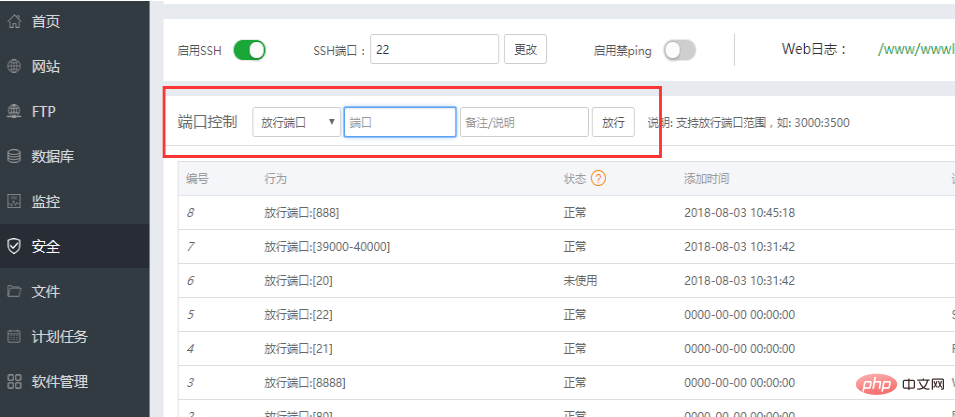 首页
网站
FTP
数据库
监控
安全
文件
计划任务
软件管理
启用SSH SSH端口： 22 更改 启用禁ping Web日志： /www/wwwl
端口控制 放行端口 端口 备注/说明 放行 说明: 支持放行端口范围，如: 3000:3500
编号 行为 状态 ? 添加时间
8 放行端口:[888] 正常 2018-08-03 10:45:18
7 放行端口:[39000-40000] 正常 2018-08-03 10:31:42
6 放行端口:[20] 未使用 2018-08-03 10:31:42
5 放行端口:[22] 正常 0000-00-00 00:00:00
4 放行端口:[21] 正常 0000-00-00 00:00:00
3 放行端口:[8888] 正常 0000-00-00 00:00:00
2 放行端口:[80] 正常 0000-00-00 00:00:00
php 中文网